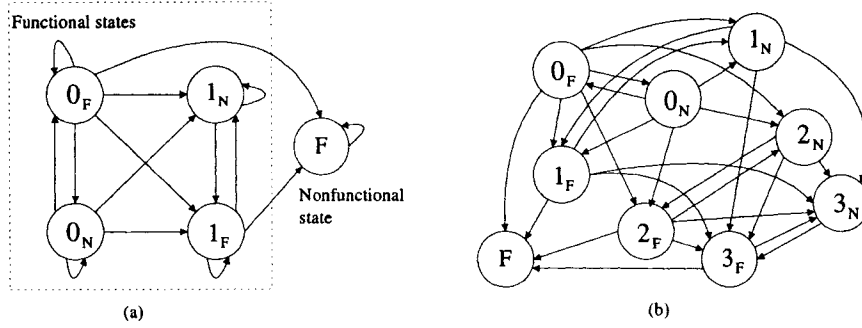 Functional states
0F
1N
F
0N
1F
Nonfunctional
state
(a)
0F
1N
0N
2N
1F
3N
2F
F
3F
(b)